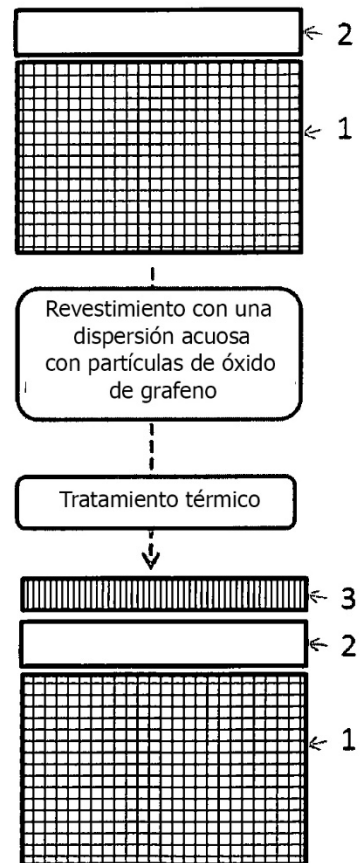 2
1
Revestimiento con una
dispersión acuosa
con partículas de óxido
de grafeno
Tratamiento térmico
3
2
1